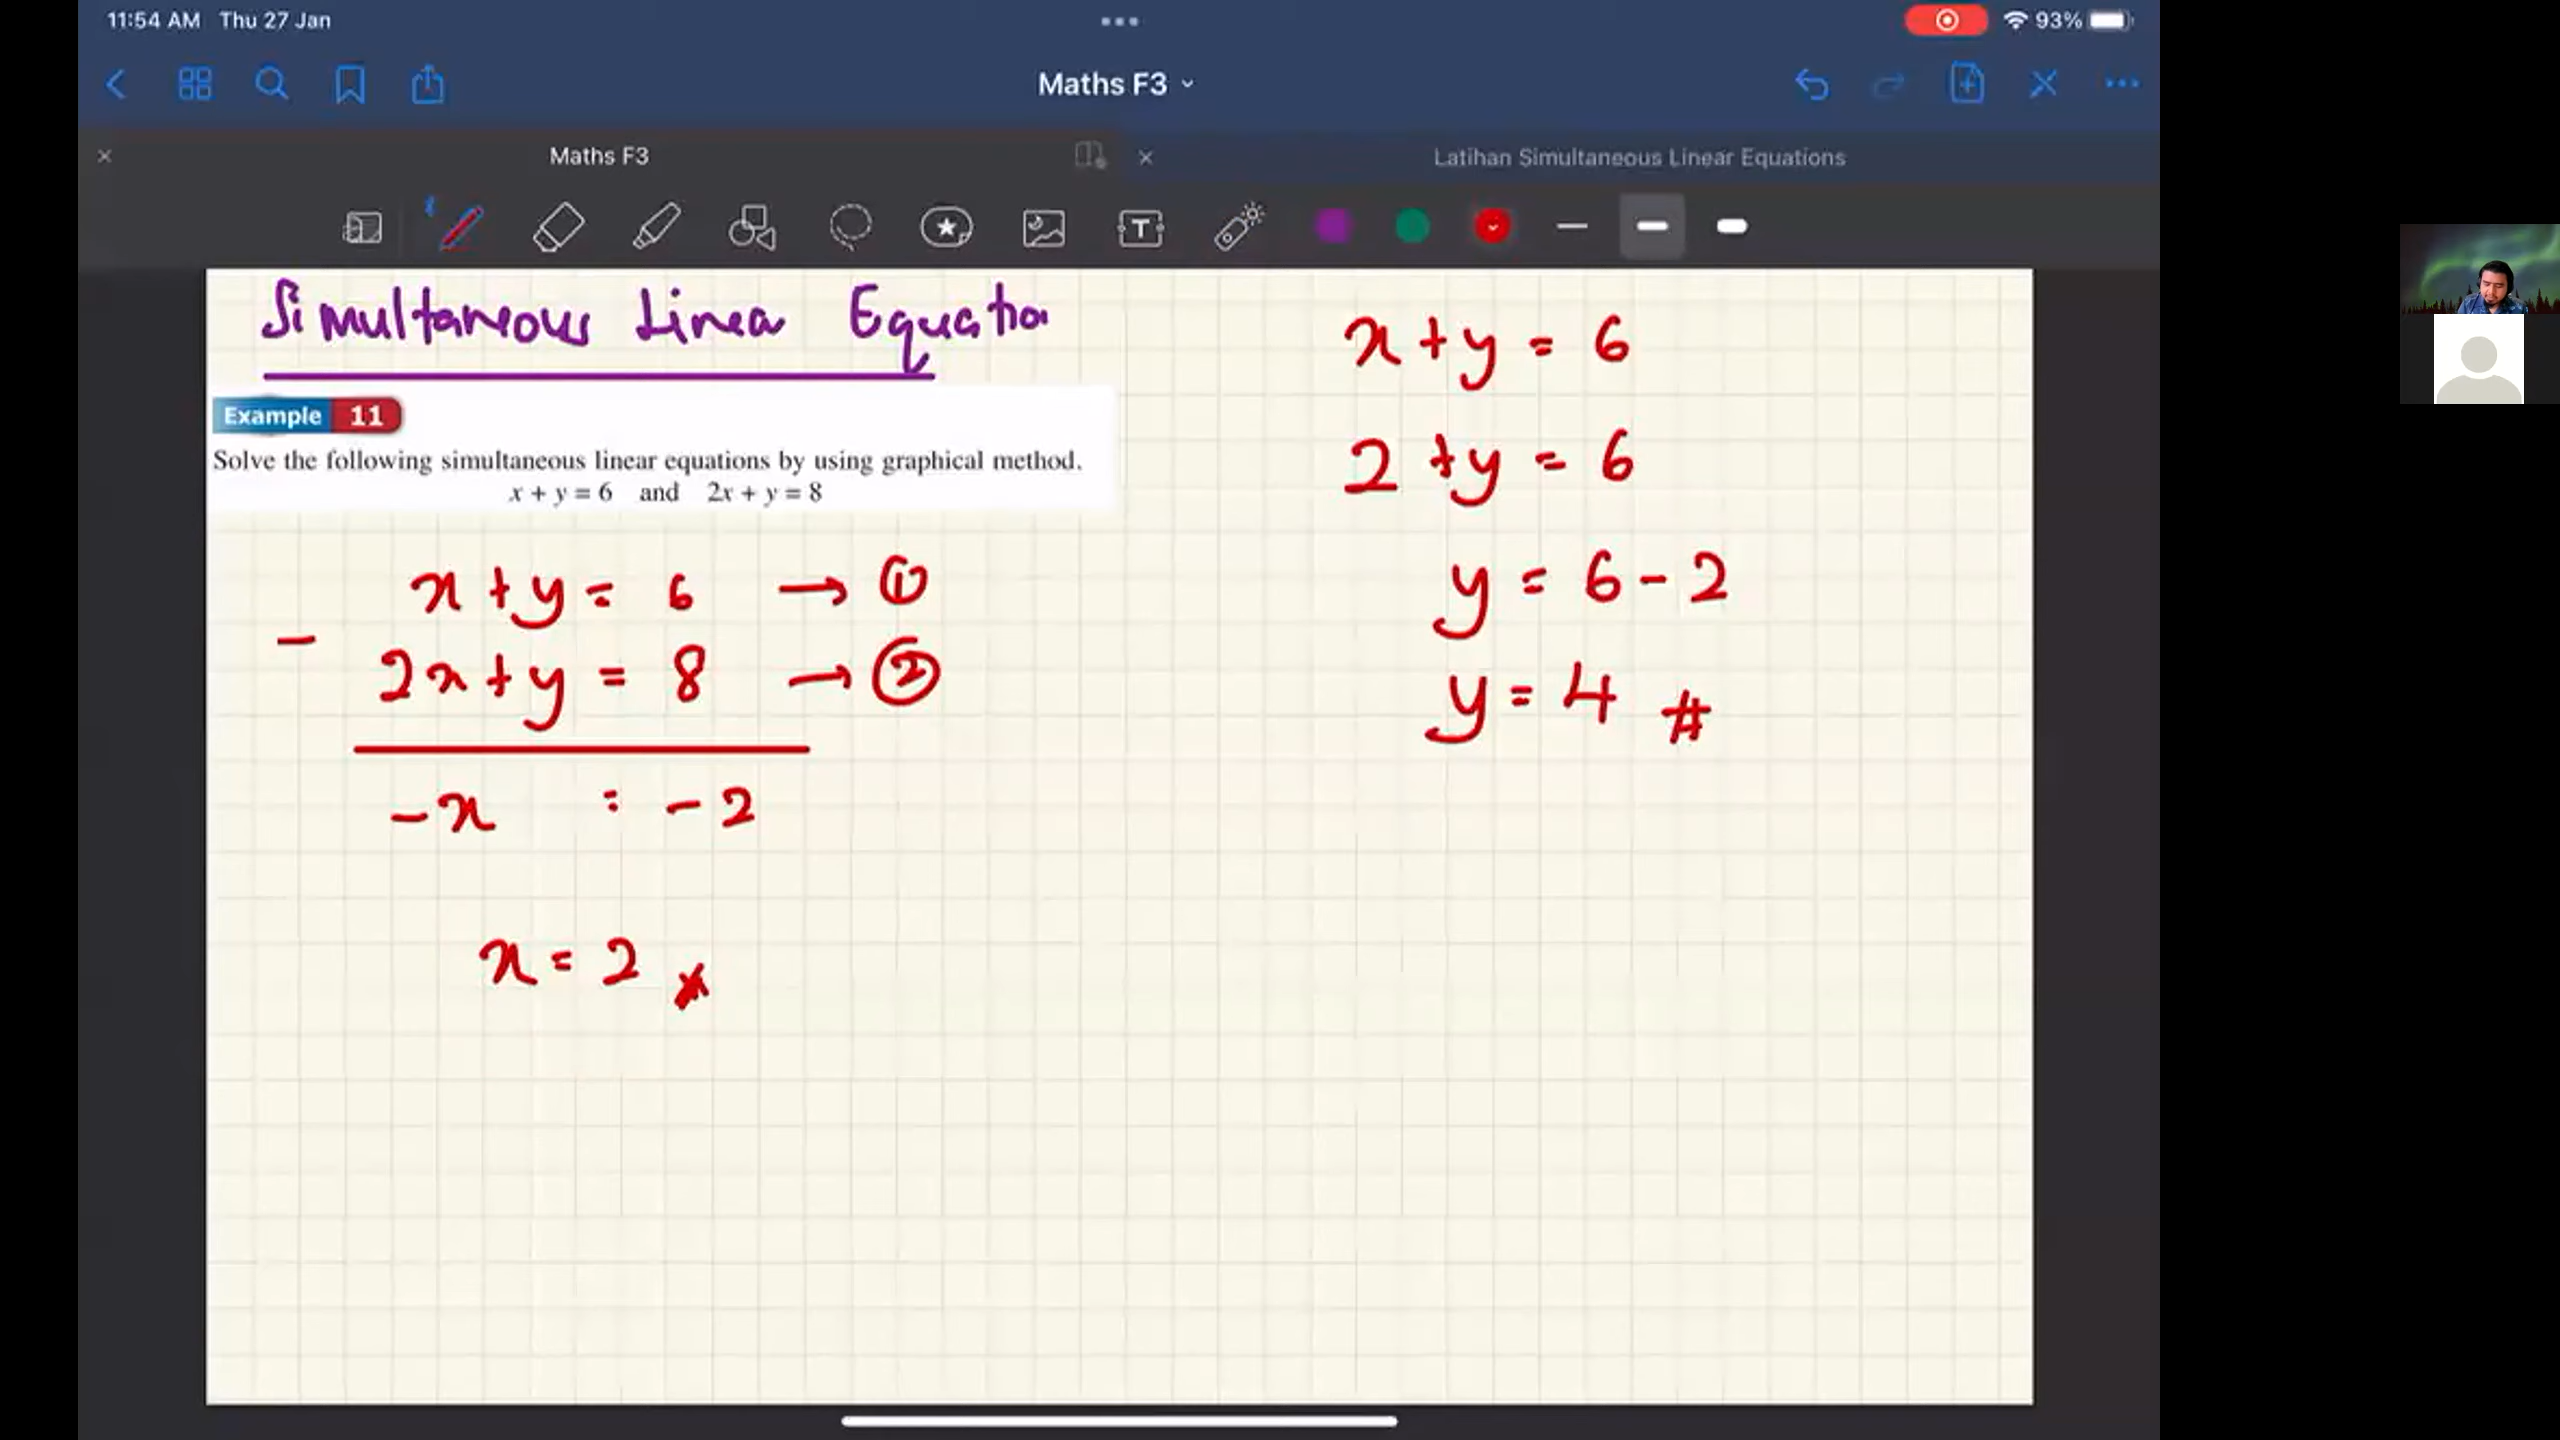 11:54 AM Thu 27 Jan
93%
Maths F3
Maths F3
Latihan Simultaneous Linear Equations
Simultaneous Linear Equation
Example 11
Solve the following simultaneous linear equations by using graphical method.
x + y = 6 and 2x + y = 8
x + y = 6 → ①
−
2x + y = 8 → ②
-x = -2
x = 2
x + y = 6
2 + y = 6
y = 6 - 2
y = 4 #